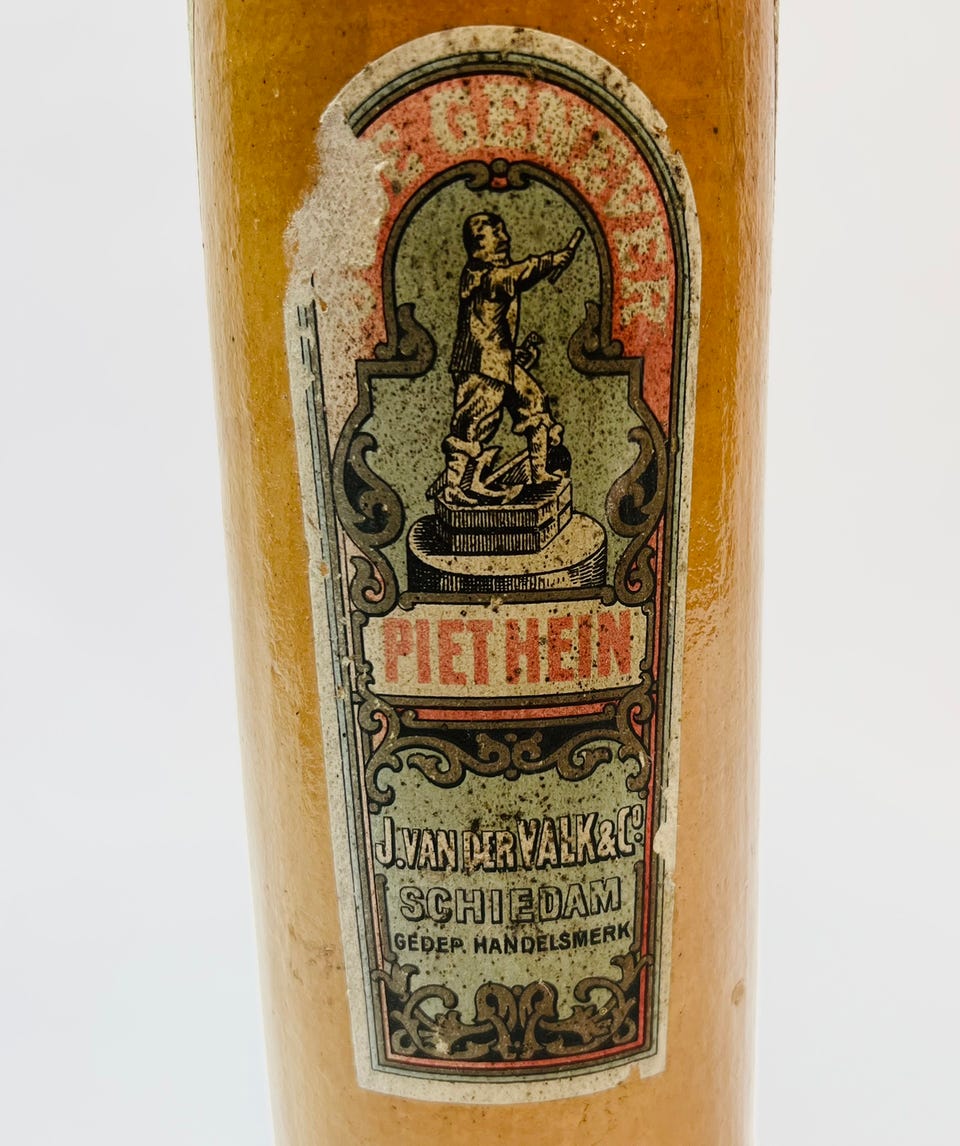 GENEVER
PIET HEIN
J. VAN DER VALK & Co
SCHIEDAM
GEDEP. HANDELSMERK